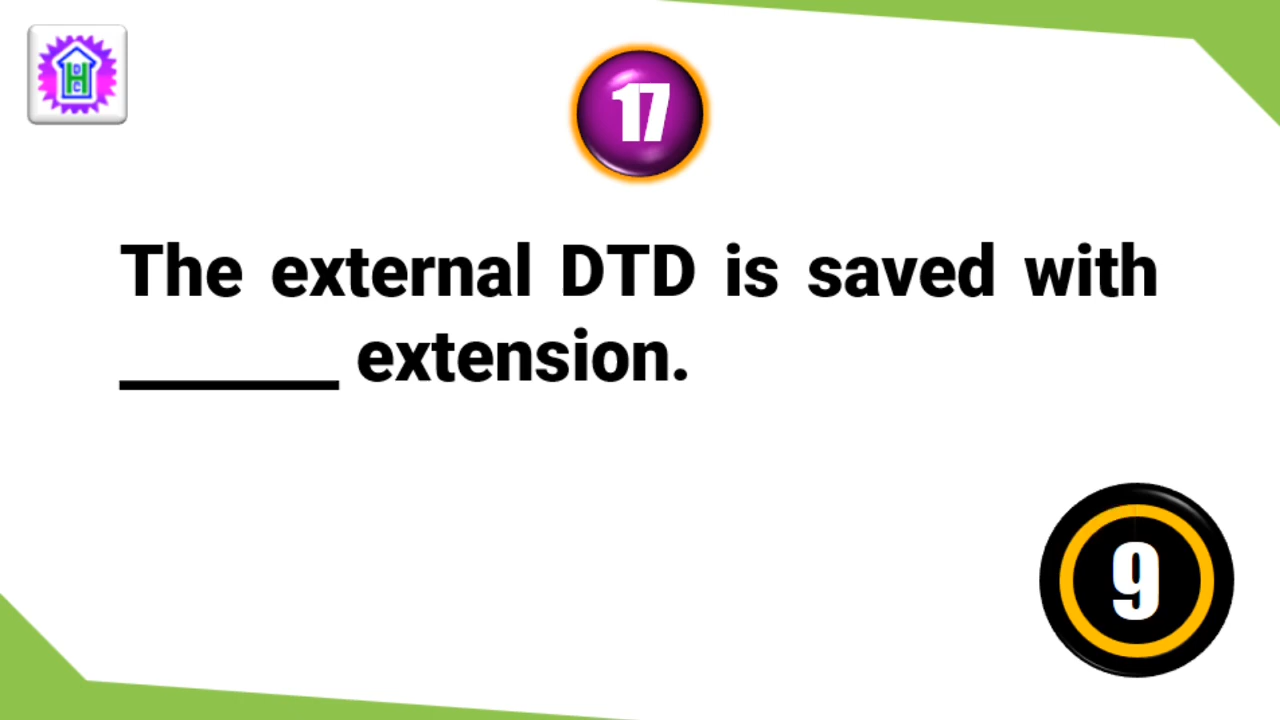 17
The external DTD is saved with
______ extension.
9